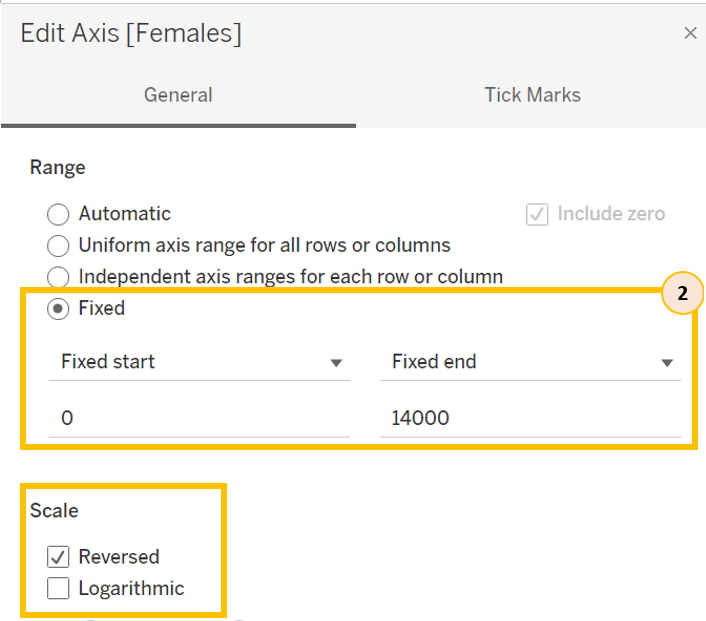 Edit Axis [Females]
General Tick Marks
Range
Automatic Include zero
Uniform axis range for all rows or columns
Independent axis ranges for each row or column
2
Fixed
Fixed start Fixed end
0 14000
Scale
Reversed
Logarithmic